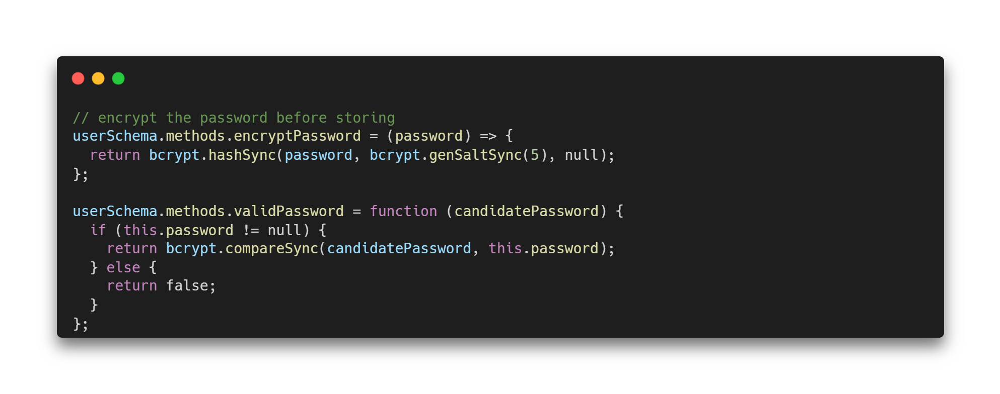 // encrypt the password before storing
userSchema.methods.encryptPassword = (password) => {
  return bcrypt.hashSync(password, bcrypt.genSaltSync(5), null);
};

userSchema.methods.validPassword = function (candidatePassword) {
  if (this.password != null) {
    return bcrypt.compareSync(candidatePassword, this.password);
  } else {
    return false;
  }
};